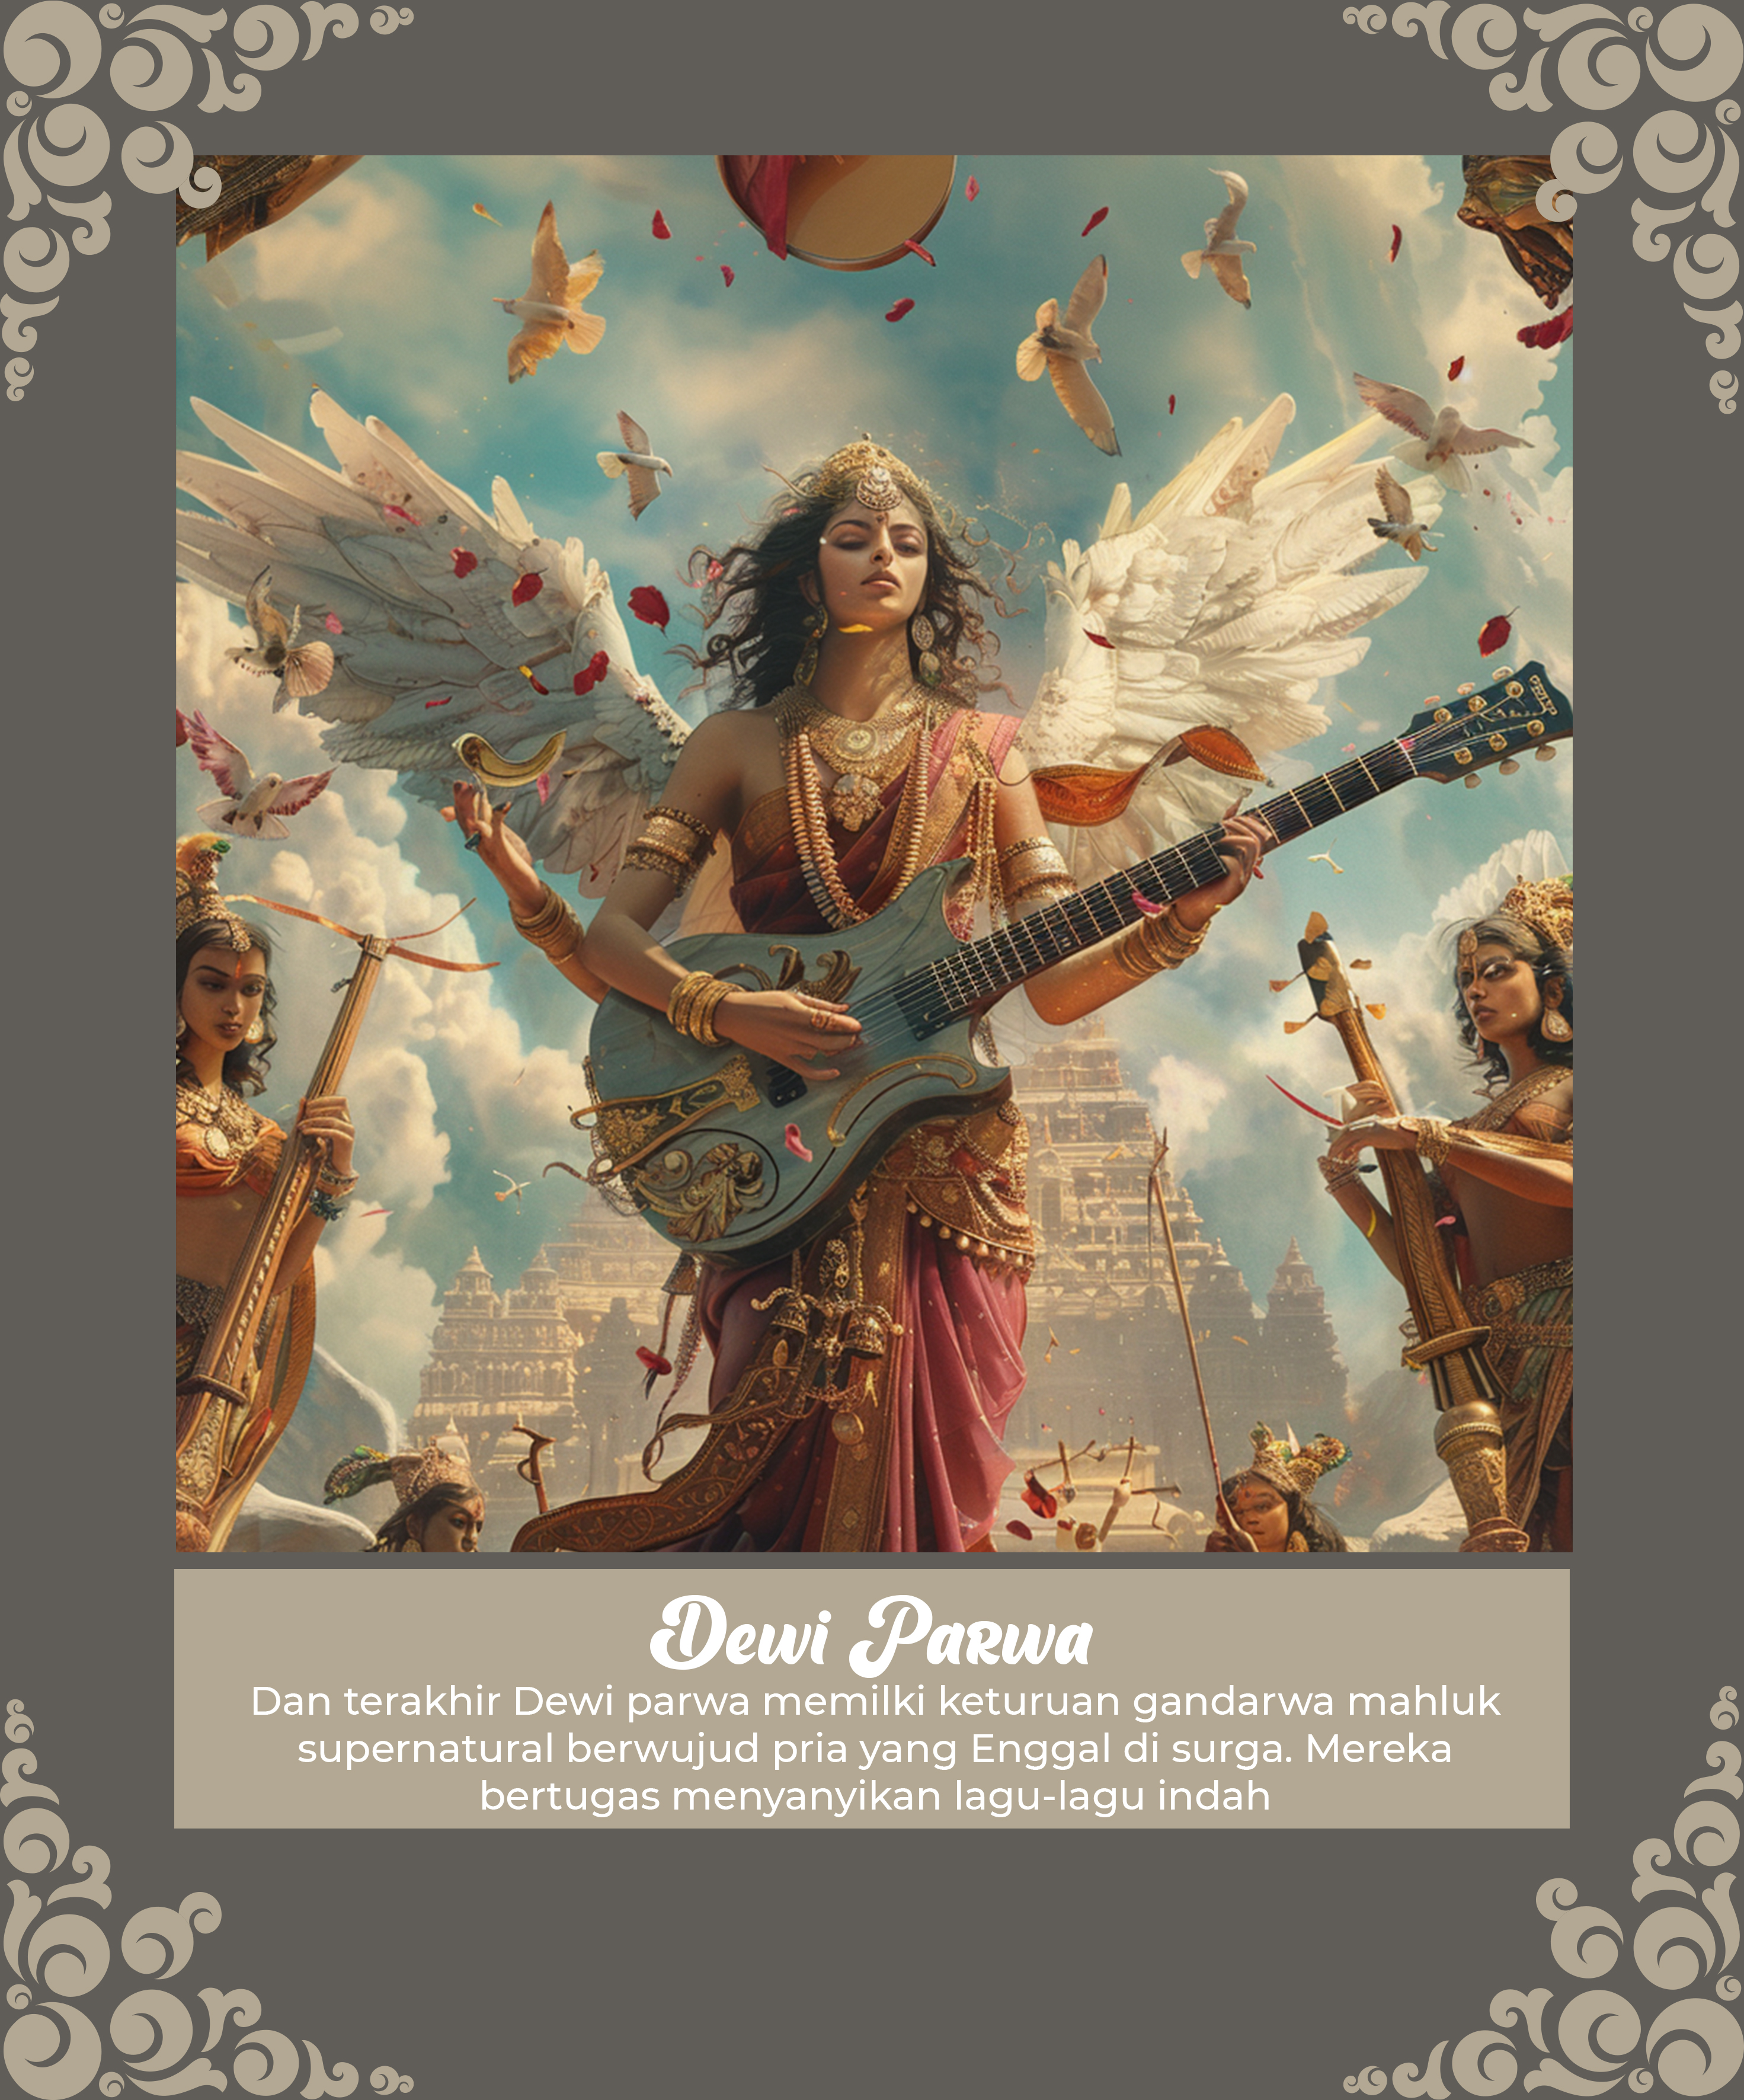 Dewi Parwa
Dan terakhir Dewi parwa memilki keturuan gandarwa mahluk
supernatural berwujud pria yang Enggal di surga. Mereka
bertugas menyanyikan lagu-lagu indah